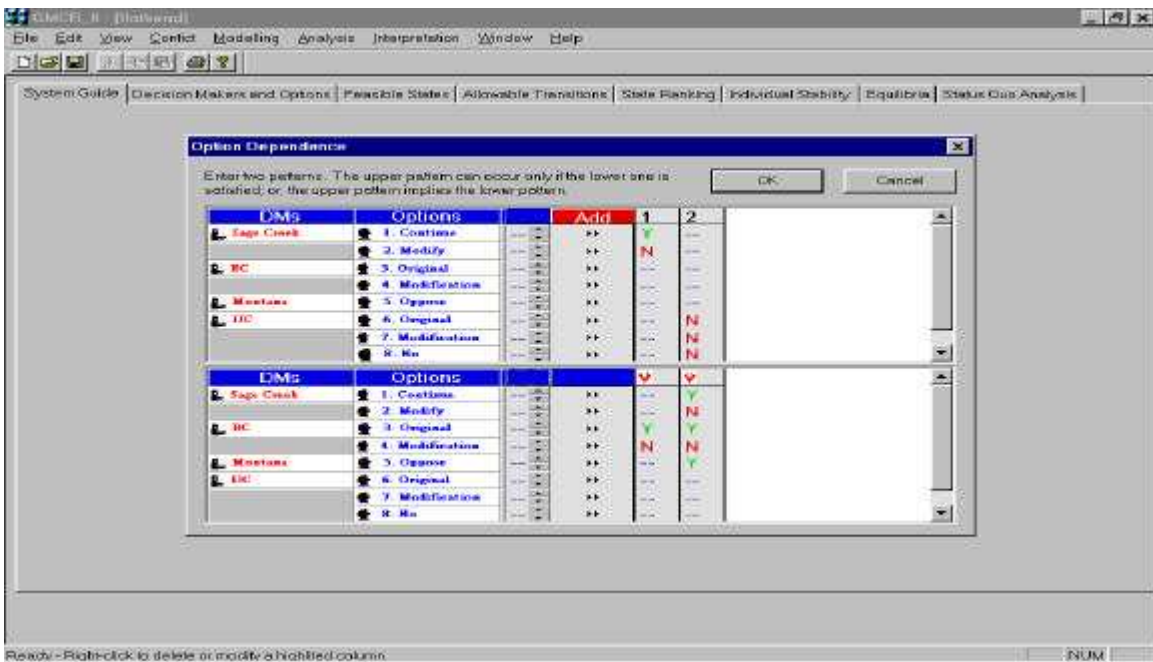 GMCR_II - [flathend]
File Edit View Conflict Modelling Analysis Interpretation Window Help
System Guide Decision Makers and Options Feasible States Allowable Transitions State Ranking Individual Stability Equilibria Status Quo Analysis
Option Dependence
Enter two patterns. The upper pattern can occur only if the lower one is
satisfied; or, the upper pattern implies the lower pattern.
OK
Cancel
DMs Options Add 1 2
Sage Creek 1. Continue -- Y --
2. Modify -- N --
BC 3. Original -- -- --
4. Modification -- -- --
Montana 5. Oppose -- -- --
IJC 6. Original -- -- N
7. Modification -- -- N
8. No -- -- N
DMs Options
Sage Creek 1. Continue -- -- Y
2. Modify -- -- N
BC 3. Original -- Y Y
4. Modification -- N N
Montana 5. Oppose -- -- Y
IJC 6. Original -- -- --
7. Modification -- -- --
8. No -- -- --
Ready - Right-click to delete or modify a highlited column
NUM